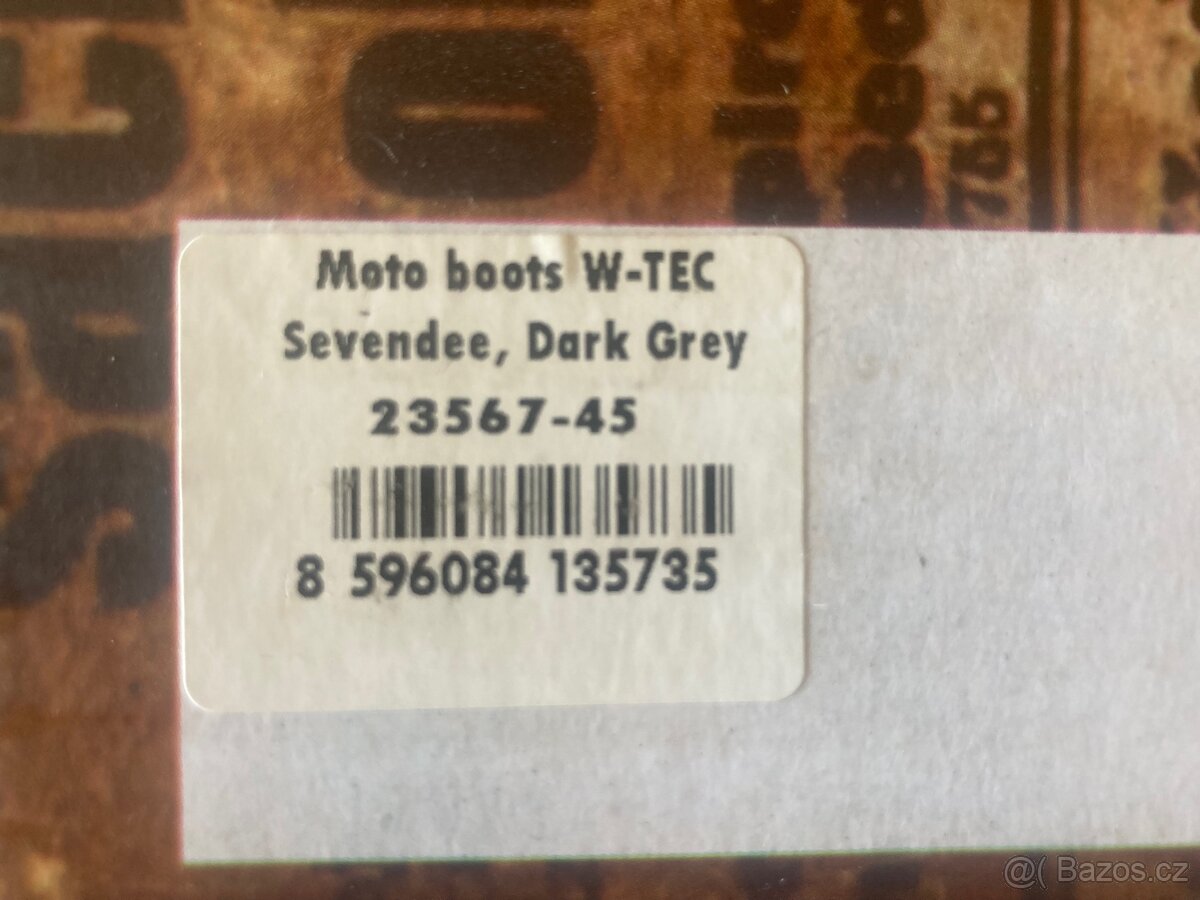 Moto boots W-TEC
Sevendee, Dark Grey
23567-45
8 596084 135735
@( Bazos.cz